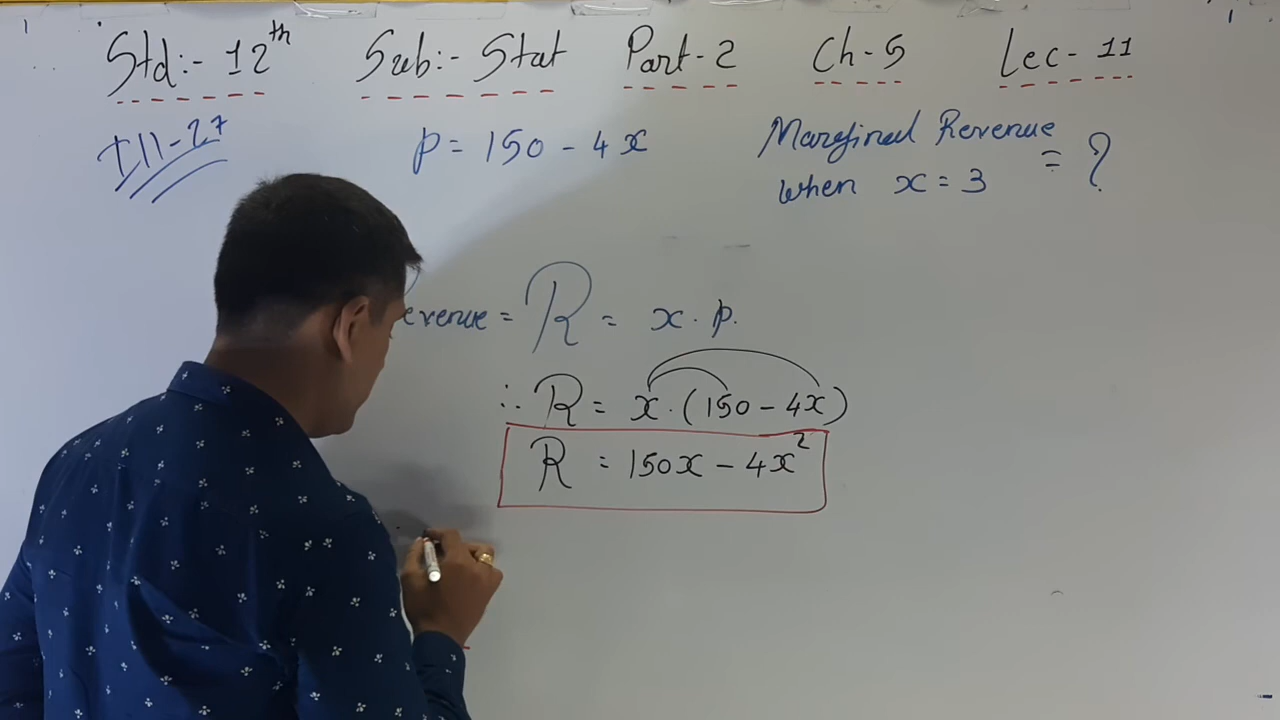 Std:- 12th Sub:- Stat Part-2 Ch-5 Lec-11
Ill-27 p = 150 - 4x Marginal Revenue
when x = 3 = ?
evenue = R = x . p.
∴ R = x . (150 - 4x)
R = 150x - 4x²